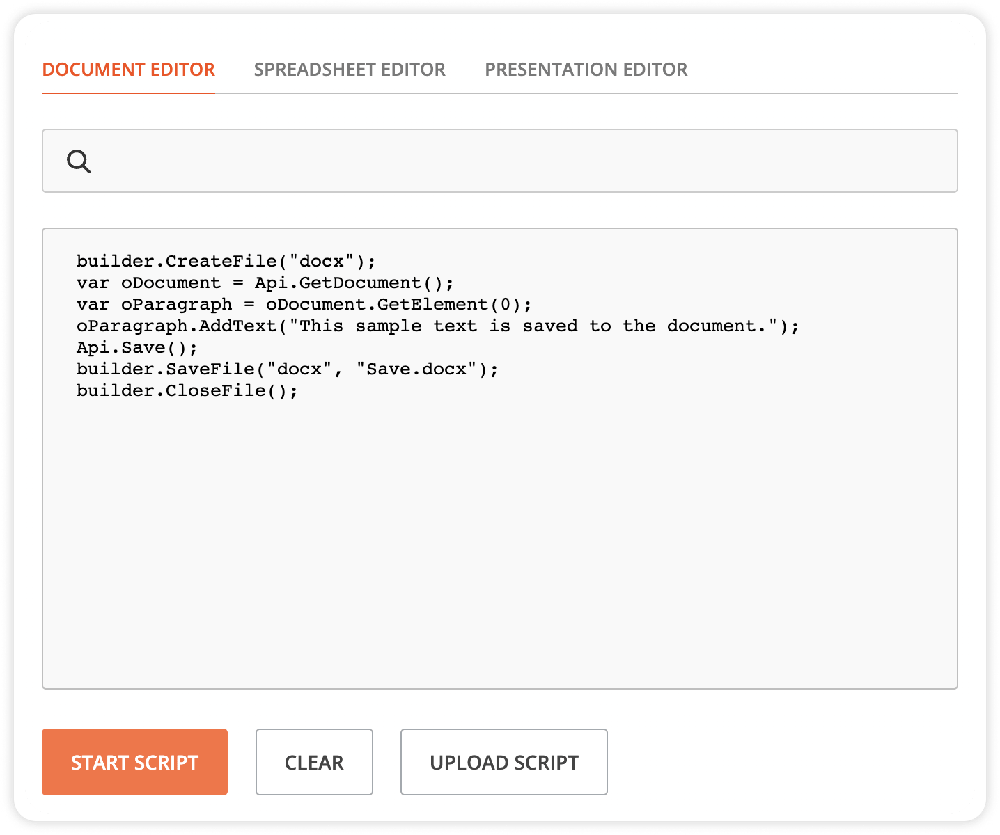 DOCUMENT EDITOR SPREADSHEET EDITOR PRESENTATION EDITOR
builder.CreateFile("docx");
var oDocument = Api.GetDocument();
var oParagraph = oDocument.GetElement(0);
oParagraph.AddText("This sample text is saved to the document.");
Api.Save();
builder.SaveFile("docx", "Save.docx");
builder.CloseFile();
START SCRIPT CLEAR UPLOAD SCRIPT